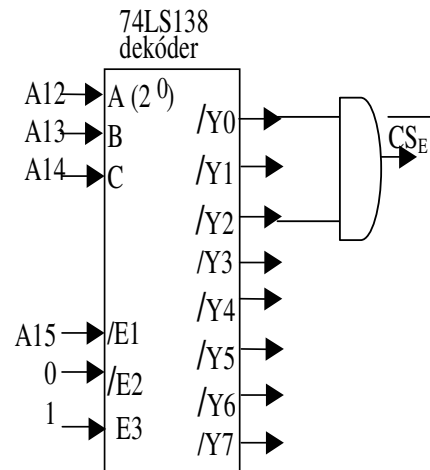 74LS138
dekóder
A12 A (2 0) /Y0
A13 B CSE
A14 C /Y1
/Y2
/Y3
/Y4
A15 /E1 /Y5
0 /E2 /Y6
1 E3 /Y7